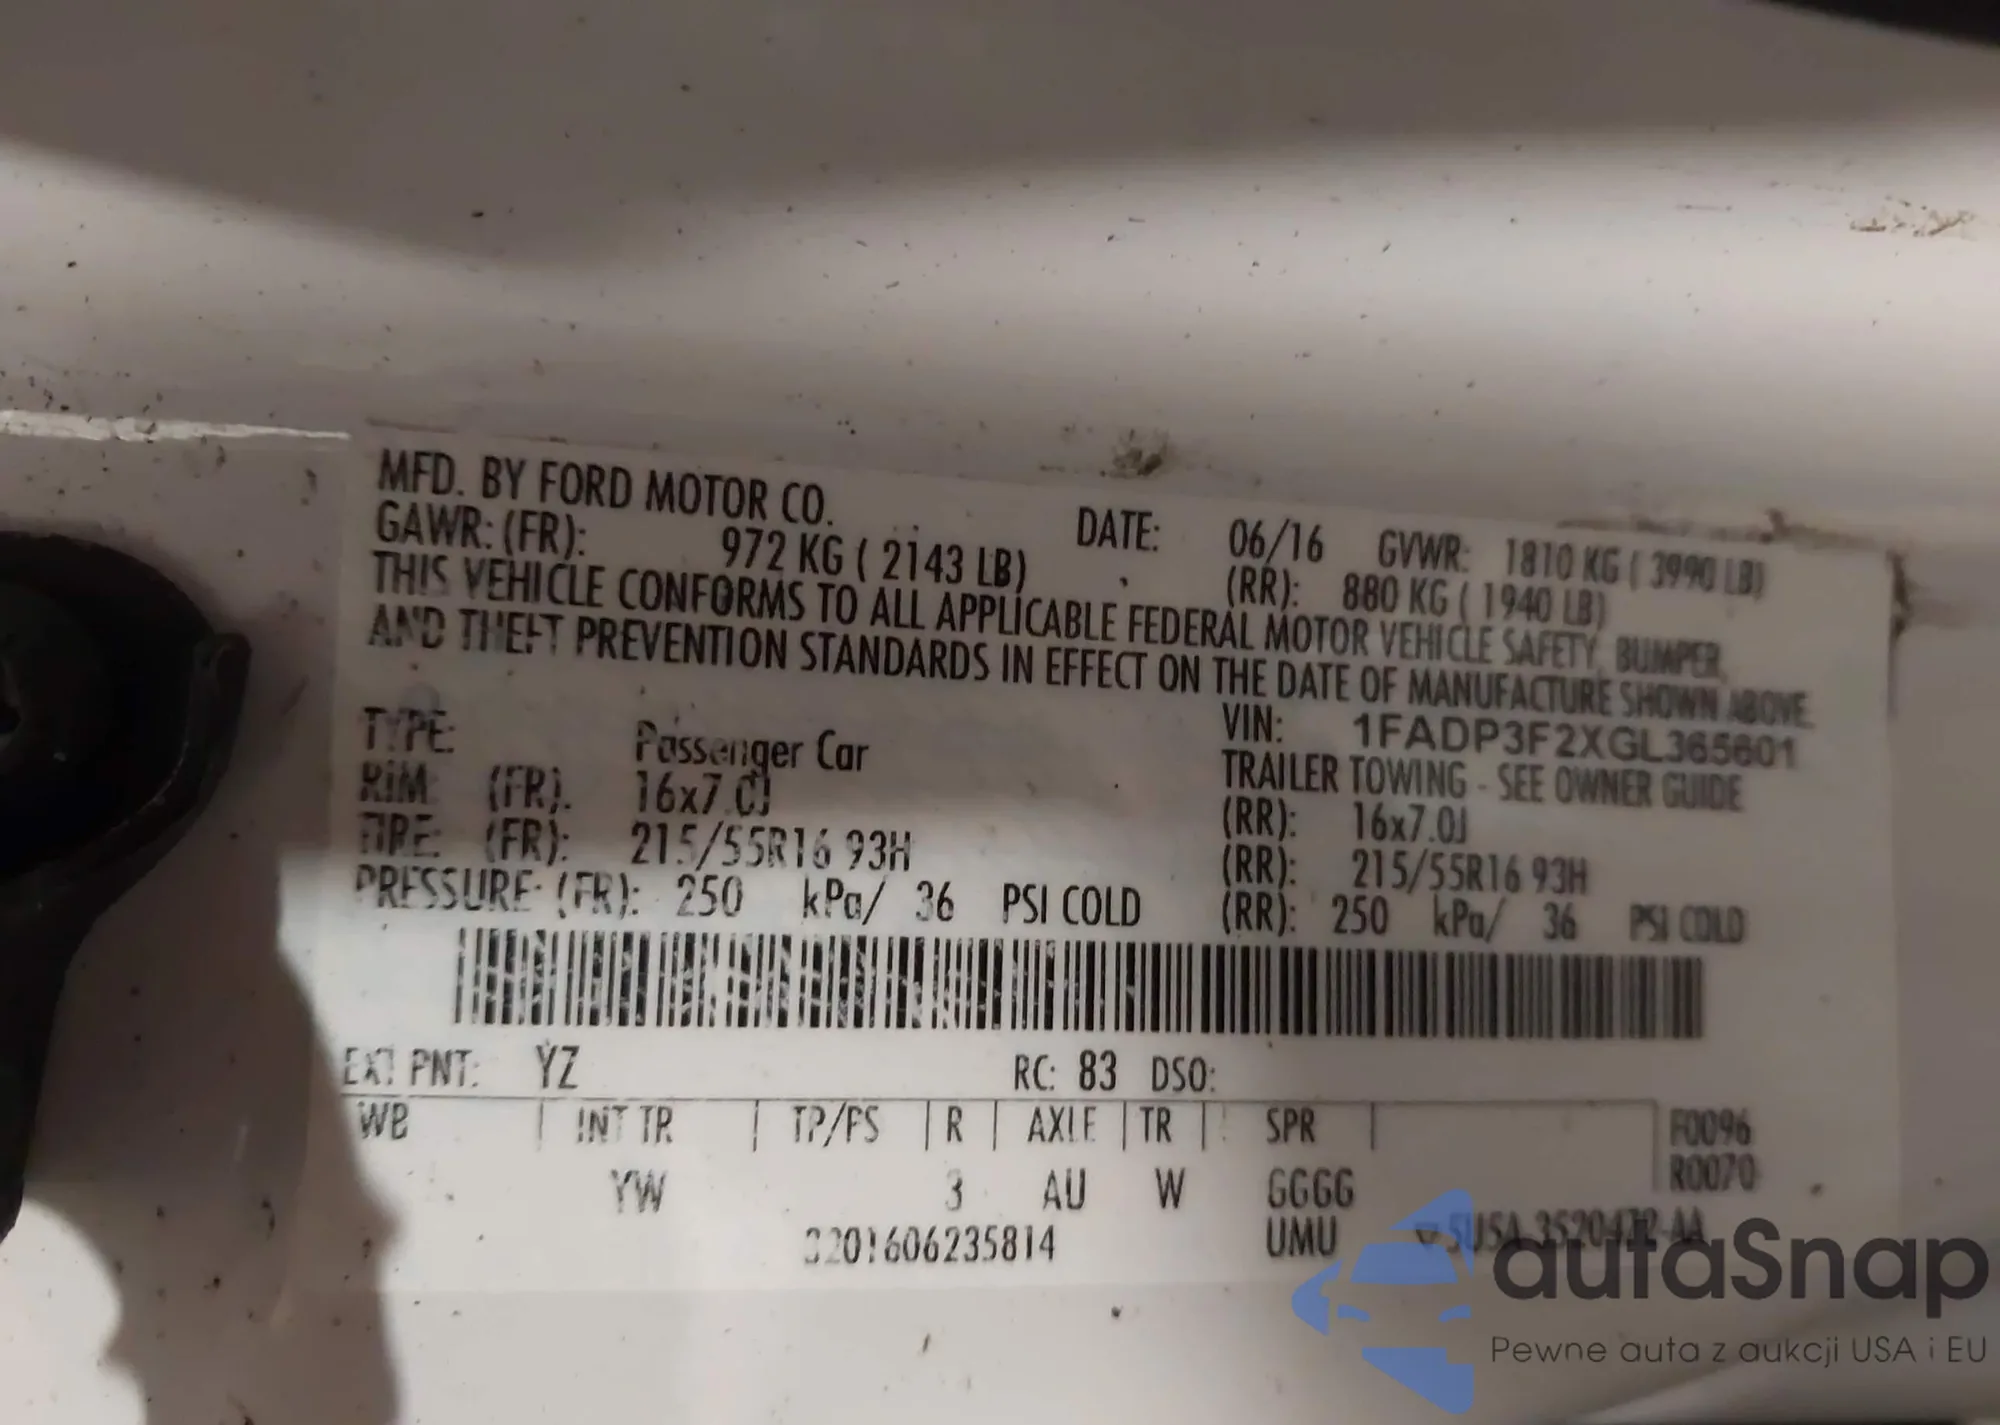 MFD. BY FORD MOTOR CO.
DATE: 06/16 GVWR: 1810 KG ( 3990 LB)
GAWR: (FR): 972 KG ( 2143 LB) (RR): 880 KG ( 1940 LB)
THIS VEHICLE CONFORMS TO ALL APPLICABLE FEDERAL MOTOR VEHICLE SAFETY, BUMPER,
AND THEFT PREVENTION STANDARDS IN EFFECT ON THE DATE OF MANUFACTURE SHOWN ABOVE.
VIN: 1FADP3F2XGL365601
TYPE: Passenger Car TRAILER TOWING - SEE OWNER GUIDE
RIM: (FR): 16x7.0J (RR): 16x7.0J
TIRE: (FR): 215/55R16 93H (RR): 215/55R16 93H
PRESSURE: (FR): 250 kPa/ 36 PSI COLD (RR): 250 kPa/ 36 PSI COLD
EXT PNT: YZ RC: 83 DSO:
WB INT TR TP/PS R AXLE TR SPR F0096
R0070
YW 3 AU W GGGG
3201606235814 UMU
autaSnap
Pewne auta z aukcji USA i EU